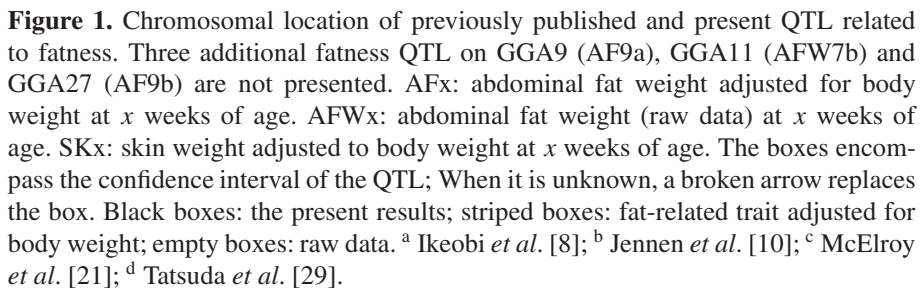 Figure 1. Chromosomal location of previously published and present QTL related
to fatness. Three additional fatness QTL on GGA9 (AF9a), GGA11 (AFW7b) and
GGA27 (AF9b) are not presented. AFx: abdominal fat weight adjusted for body
weight at x weeks of age. AFWx: abdominal fat weight (raw data) at x weeks of
age. SKx: skin weight adjusted to body weight at x weeks of age. The boxes encom-
pass the confidence interval of the QTL; When it is unknown, a broken arrow replaces
the box. Black boxes: the present results; striped boxes: fat-related trait adjusted for
body weight; empty boxes: raw data. a Ikeobi et al. [8]; b Jennen et al. [10]; c McElroy
et al. [21]; d Tatsuda et al. [29].